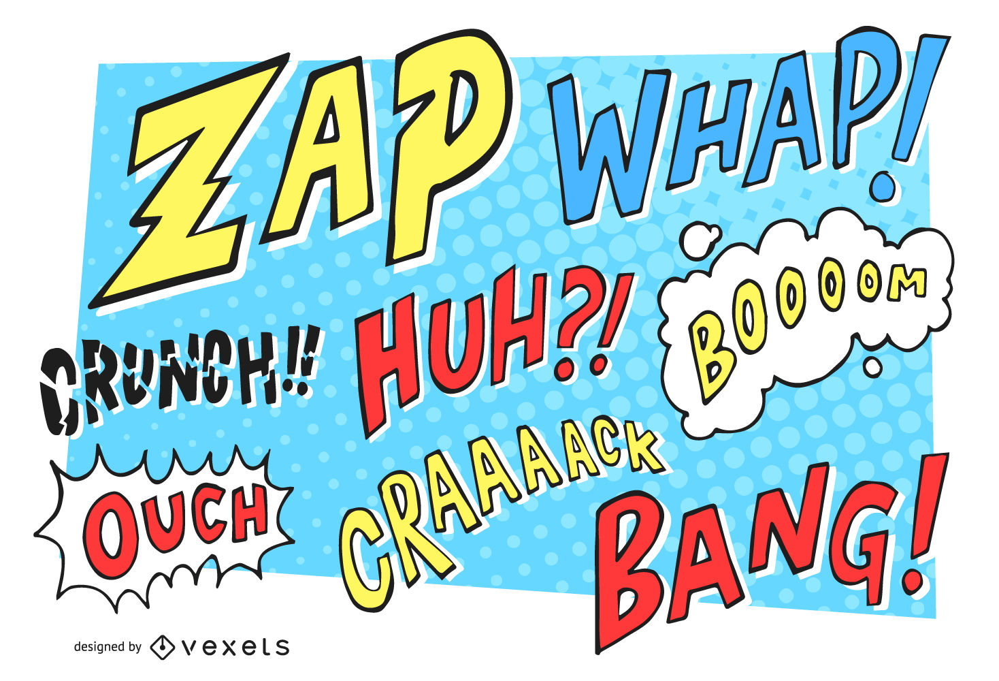 ZAP
WHAP!
BOOOOM
CRUNCH!!
HUH?!
OUCH
CRAAAACK
BANG!
designed by vexels